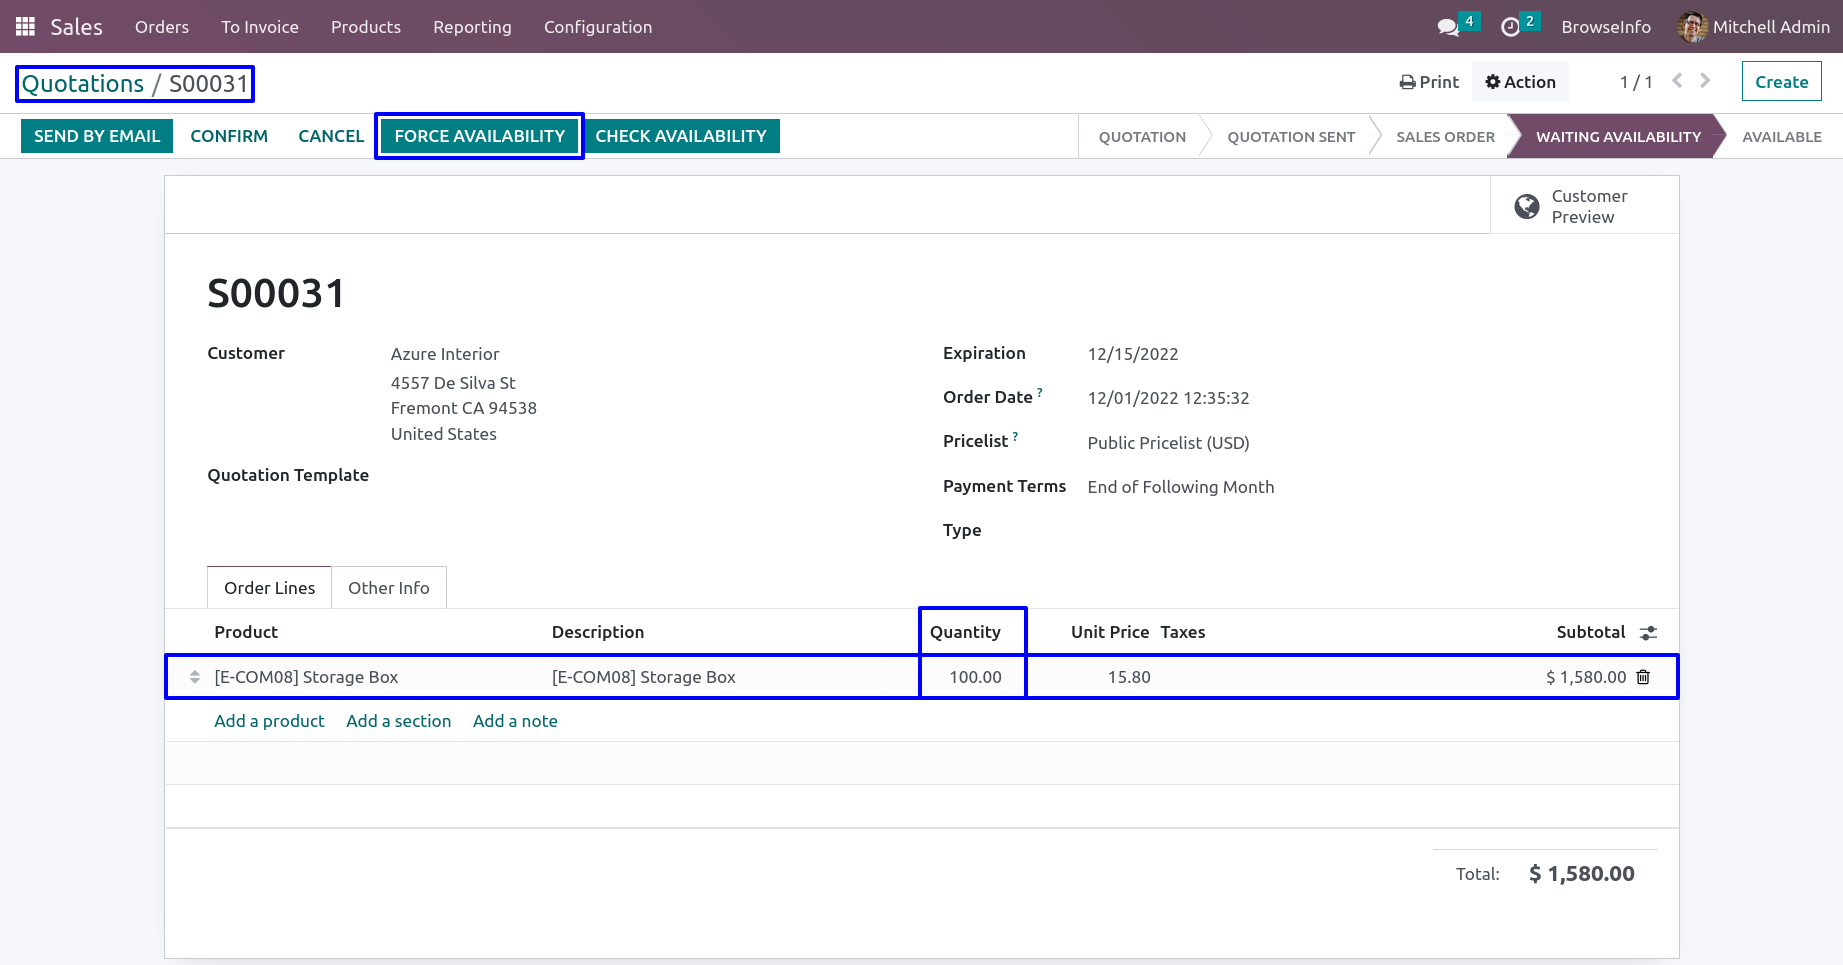 Sales Orders To Invoice Products Reporting Configuration 4 2 BrowseInfo Mitchell Admin
Quotations / S00031 Print Action 1 / 1 Create
SEND BY EMAIL CONFIRM CANCEL FORCE AVAILABILITY CHECK AVAILABILITY QUOTATION QUOTATION SENT SALES ORDER WAITING AVAILABILITY AVAILABLE
Customer
Preview
S00031
Customer Azure Interior
4557 De Silva St
Fremont CA 94538
United States
Quotation Template
Expiration 12/15/2022
Order Date ? 12/01/2022 12:35:32
Pricelist ? Public Pricelist (USD)
Payment Terms End of Following Month
Type
Order Lines Other Info
Product Description Quantity Unit Price Taxes Subtotal
[E-COM08] Storage Box [E-COM08] Storage Box 100.00 15.80 $ 1,580.00
Add a product Add a section Add a note
Total: $ 1,580.00